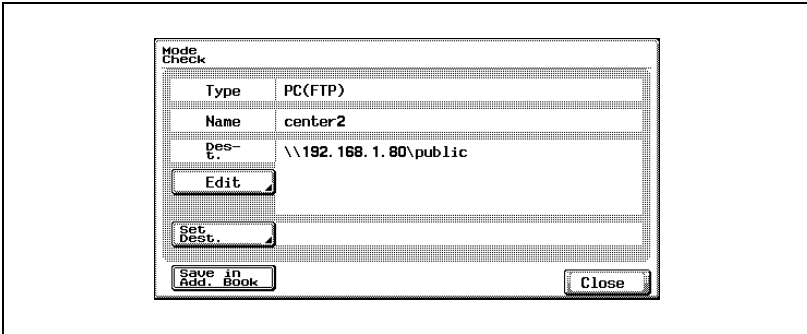 Mode
Check
Type PC(FTP)
Name center2
Des-
t. \\192.168.1.80\public
Edit
Set
Dest.
Save in
Add. Book
Close